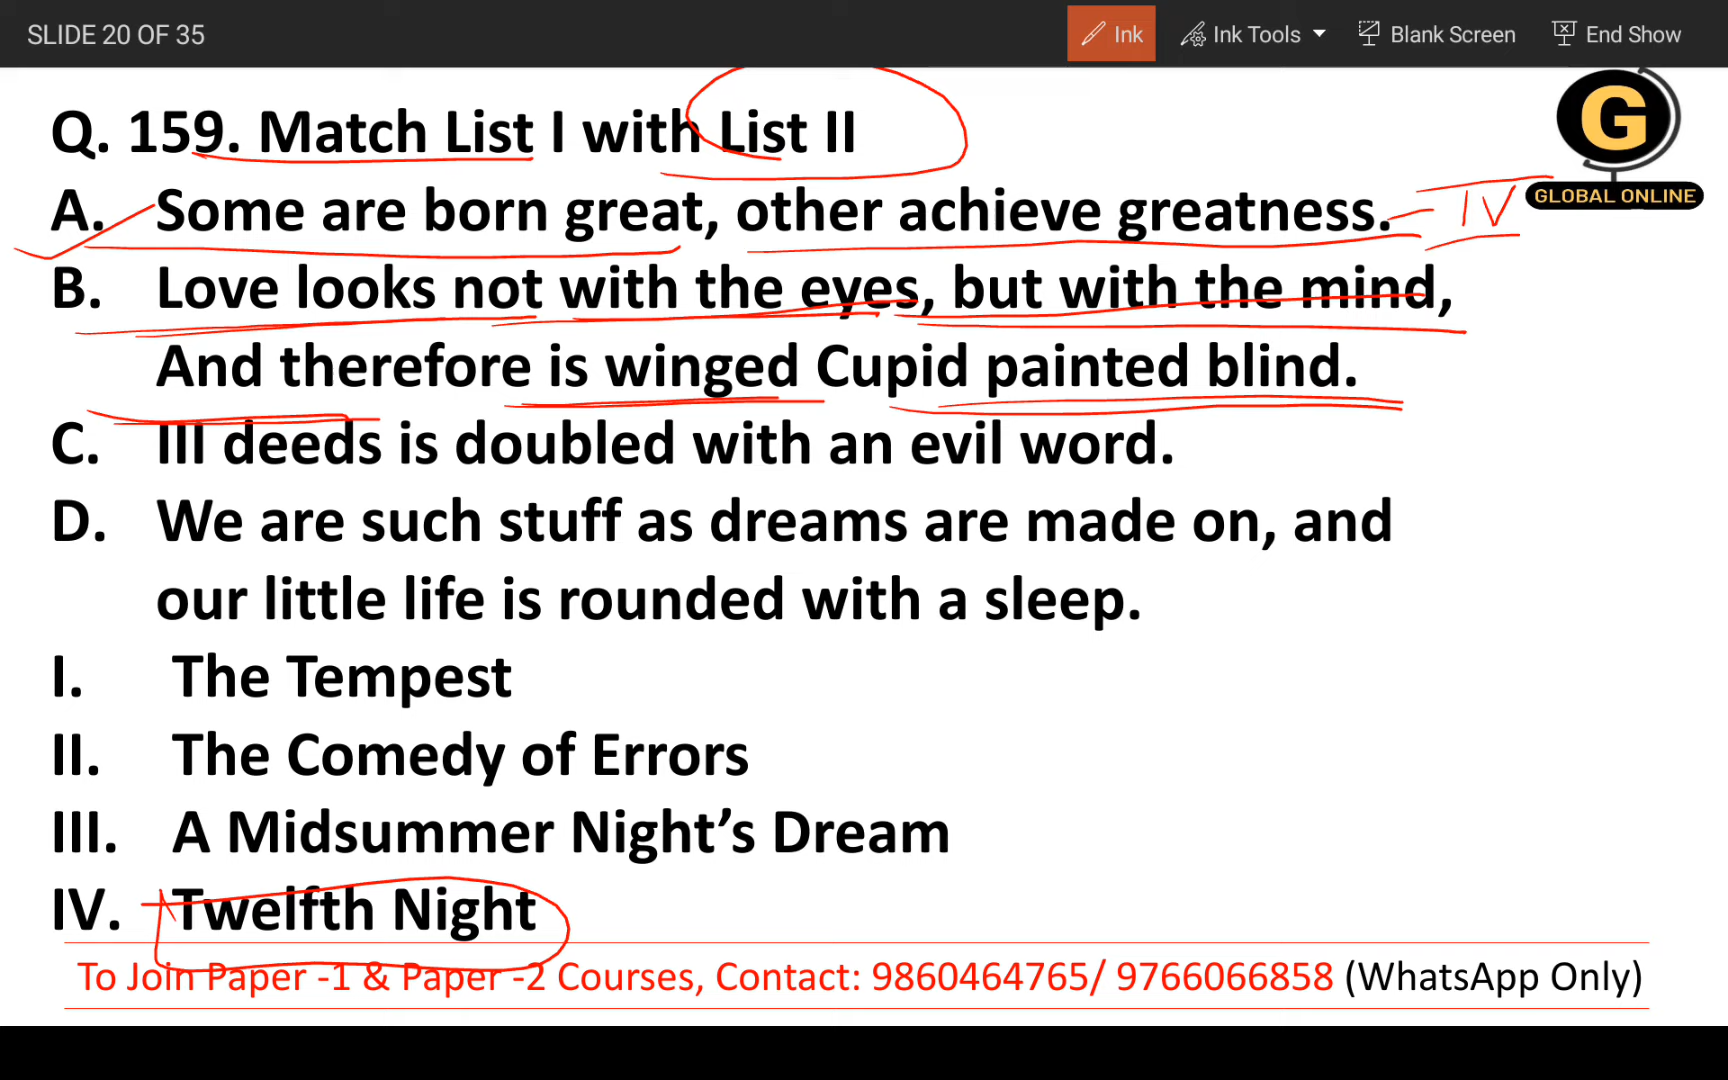 SLIDE 20 OF 35
Ink
Ink Tools
Blank Screen
End Show
Q. 159. Match List I with List II
A. Some are born great, other achieve greatness. - IV
GLOBAL ONLINE
B. Love looks not with the eyes, but with the mind,
And therefore is winged Cupid painted blind.
C. III deeds is doubled with an evil word.
D. We are such stuff as dreams are made on, and
our little life is rounded with a sleep.
I. The Tempest
II. The Comedy of Errors
III. A Midsummer Night’s Dream
IV. Twelfth Night
To Join Paper -1 & Paper -2 Courses, Contact: 9860464765/ 9766066858 (WhatsApp Only)